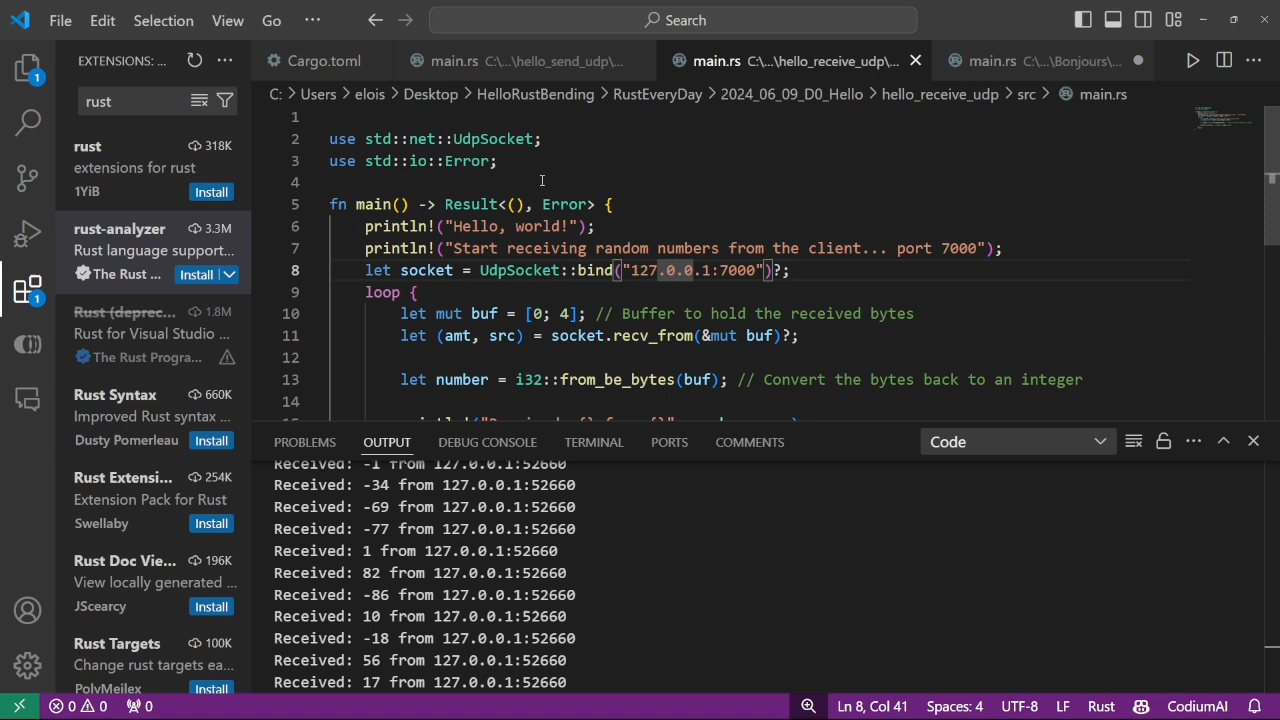 File Edit Selection View Go ··· Search
EXTENSIONS: ... ···
Cargo.toml main.rs C:\...\hello_send_udp\... main.rs C:\...\hello_receive_udp\... main.rs C:\...\Bonjours\...
C: > Users > elois > Desktop > HelloRustBending > RustEveryDay > 2024_06_09_D0_Hello > hello_receive_udp > src > main.rs
1
rust
rust 318K
extensions for rust
1YiB Install
rust-analyzer 3.3M
Rust language support...
The Rust ... Install
Rust (deprec... 1.8M
Rust for Visual Studio ...
The Rust Progra...
Rust Syntax 660K
Improved Rust syntax ...
Dusty Pomerleau Install
Rust Extensi... 254K
Extension Pack for Rust
Swellaby Install
Rust Doc Vie... 196K
View locally generated ...
JScearcy Install
Rust Targets 100K
Change rust targets ea...
PolyMeilex Install
1
1
2 use std::net::UdpSocket;
3 use std::io::Error;
4
5 fn main() -> Result<(), Error> {
6 println!("Hello, world!");
7 println!("Start receiving random numbers from the client... port 7000");
8 let socket = UdpSocket::bind("127.0.0.1:7000")?;
9 loop {
10 let mut buf = [0; 4]; // Buffer to hold the received bytes
11 let (amt, src) = socket.recv_from(&mut buf)?;
12
13 let number = i32::from_be_bytes(buf); // Convert the bytes back to an integer
14
PROBLEMS OUTPUT DEBUG CONSOLE TERMINAL PORTS COMMENTS Code
Received: -1 from 127.0.0.1:52660
Received: -34 from 127.0.0.1:52660
Received: -69 from 127.0.0.1:52660
Received: -77 from 127.0.0.1:52660
Received: 1 from 127.0.0.1:52660
Received: 82 from 127.0.0.1:52660
Received: -86 from 127.0.0.1:52660
Received: 10 from 127.0.0.1:52660
Received: -18 from 127.0.0.1:52660
Received: 56 from 127.0.0.1:52660
Received: 17 from 127.0.0.1:52660
0 0 0 Ln 8, Col 41 Spaces: 4 UTF-8 LF Rust CodiumAI